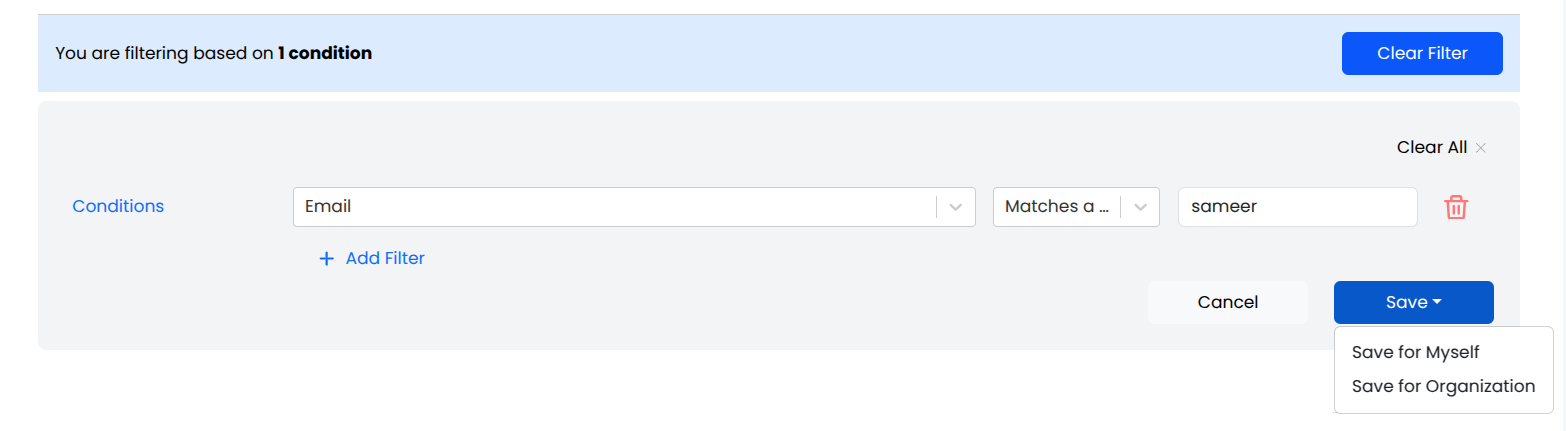 You are filtering based on 1 condition
Clear Filter
Clear All
Conditions
Email
Matches a ...
sameer
Add Filter
Cancel
Save
Save for Myself
Save for Organization